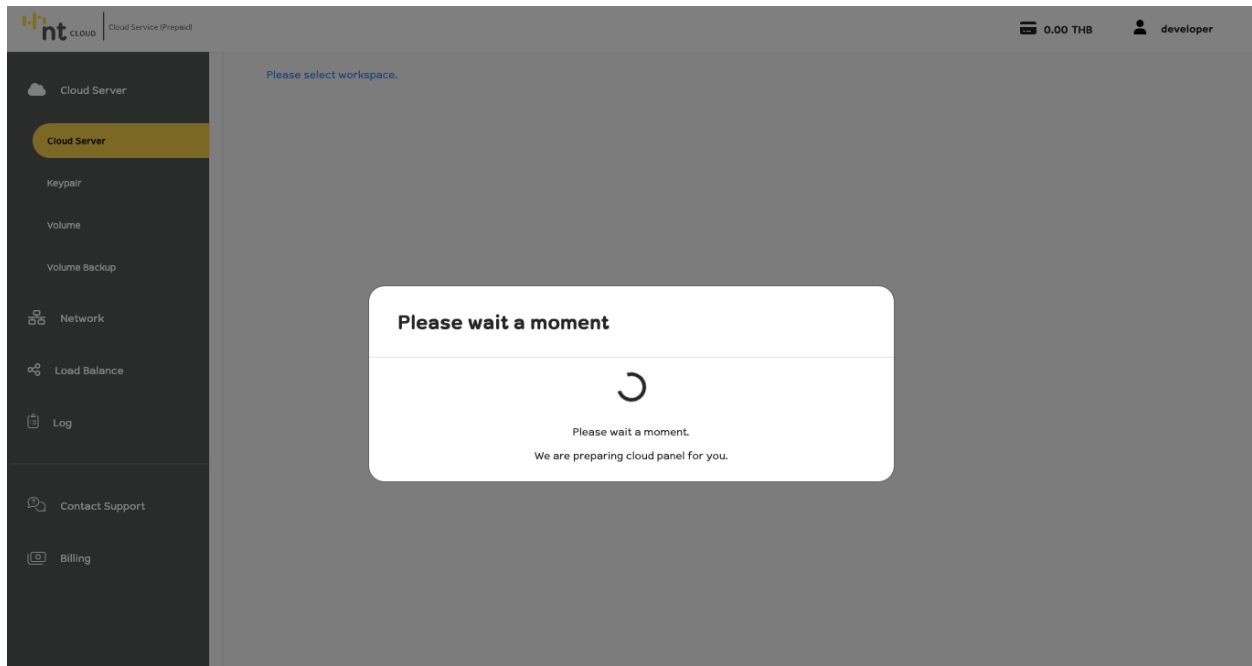 nt CLOUD Cloud Service (Prepaid)
0.00 THB
developer
Cloud Server
Please select workspace.
Cloud Server
Keypair
Volume
Volume Backup
Network
Load Balance
Log
Contact Support
Billing
Please wait a moment
Please wait a moment.
We are preparing cloud panel for you.